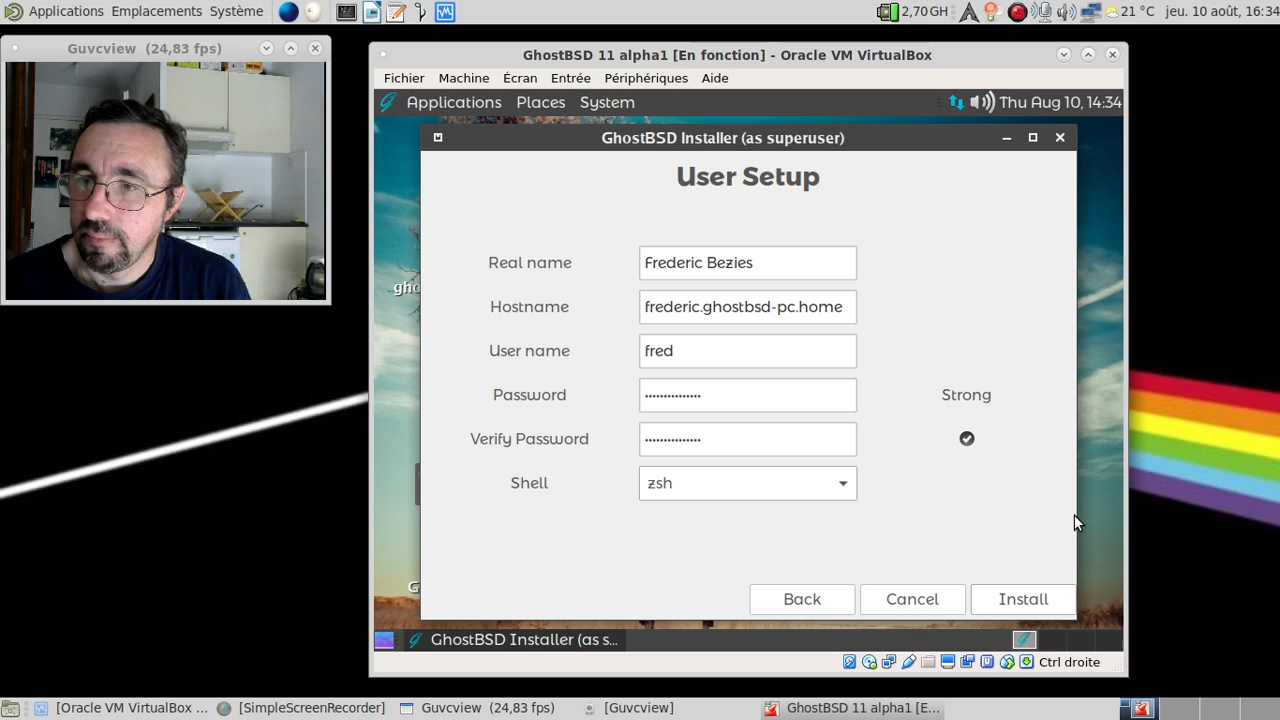 Applications Emplacements Système
2,70GH
21 °C jeu. 10 août, 16:34
Guvcview (24,83 fps)
GhostBSD 11 alpha1 [En fonction] - Oracle VM VirtualBox
Fichier Machine Écran Entrée Périphériques Aide
Applications Places System
Thu Aug 10, 14:34
GhostBSD Installer (as superuser)
User Setup
Real name Frederic Bezies
Hostname frederic.ghostbsd-pc.home
User name fred
Password ••••••••••••••• Strong
Verify Password •••••••••••••••
Shell zsh
gho
G
Back Cancel Install
GhostBSD Installer (as s...
Ctrl droite
[Oracle VM VirtualBox ... [SimpleScreenRecorder] Guvcview (24,83 fps) [Guvcview] GhostBSD 11 alpha1 [E...